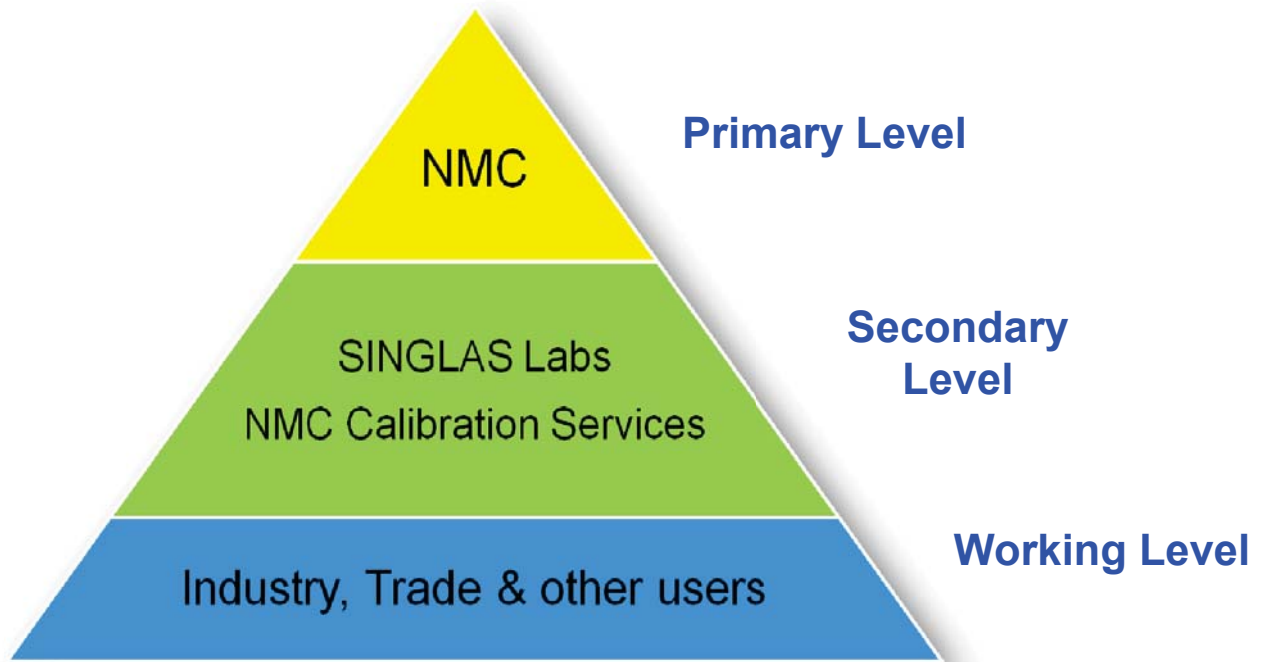 NMC
Primary Level
SINGLAS Labs
NMC Calibration Services
Secondary
Level
Industry, Trade & other users
Working Level